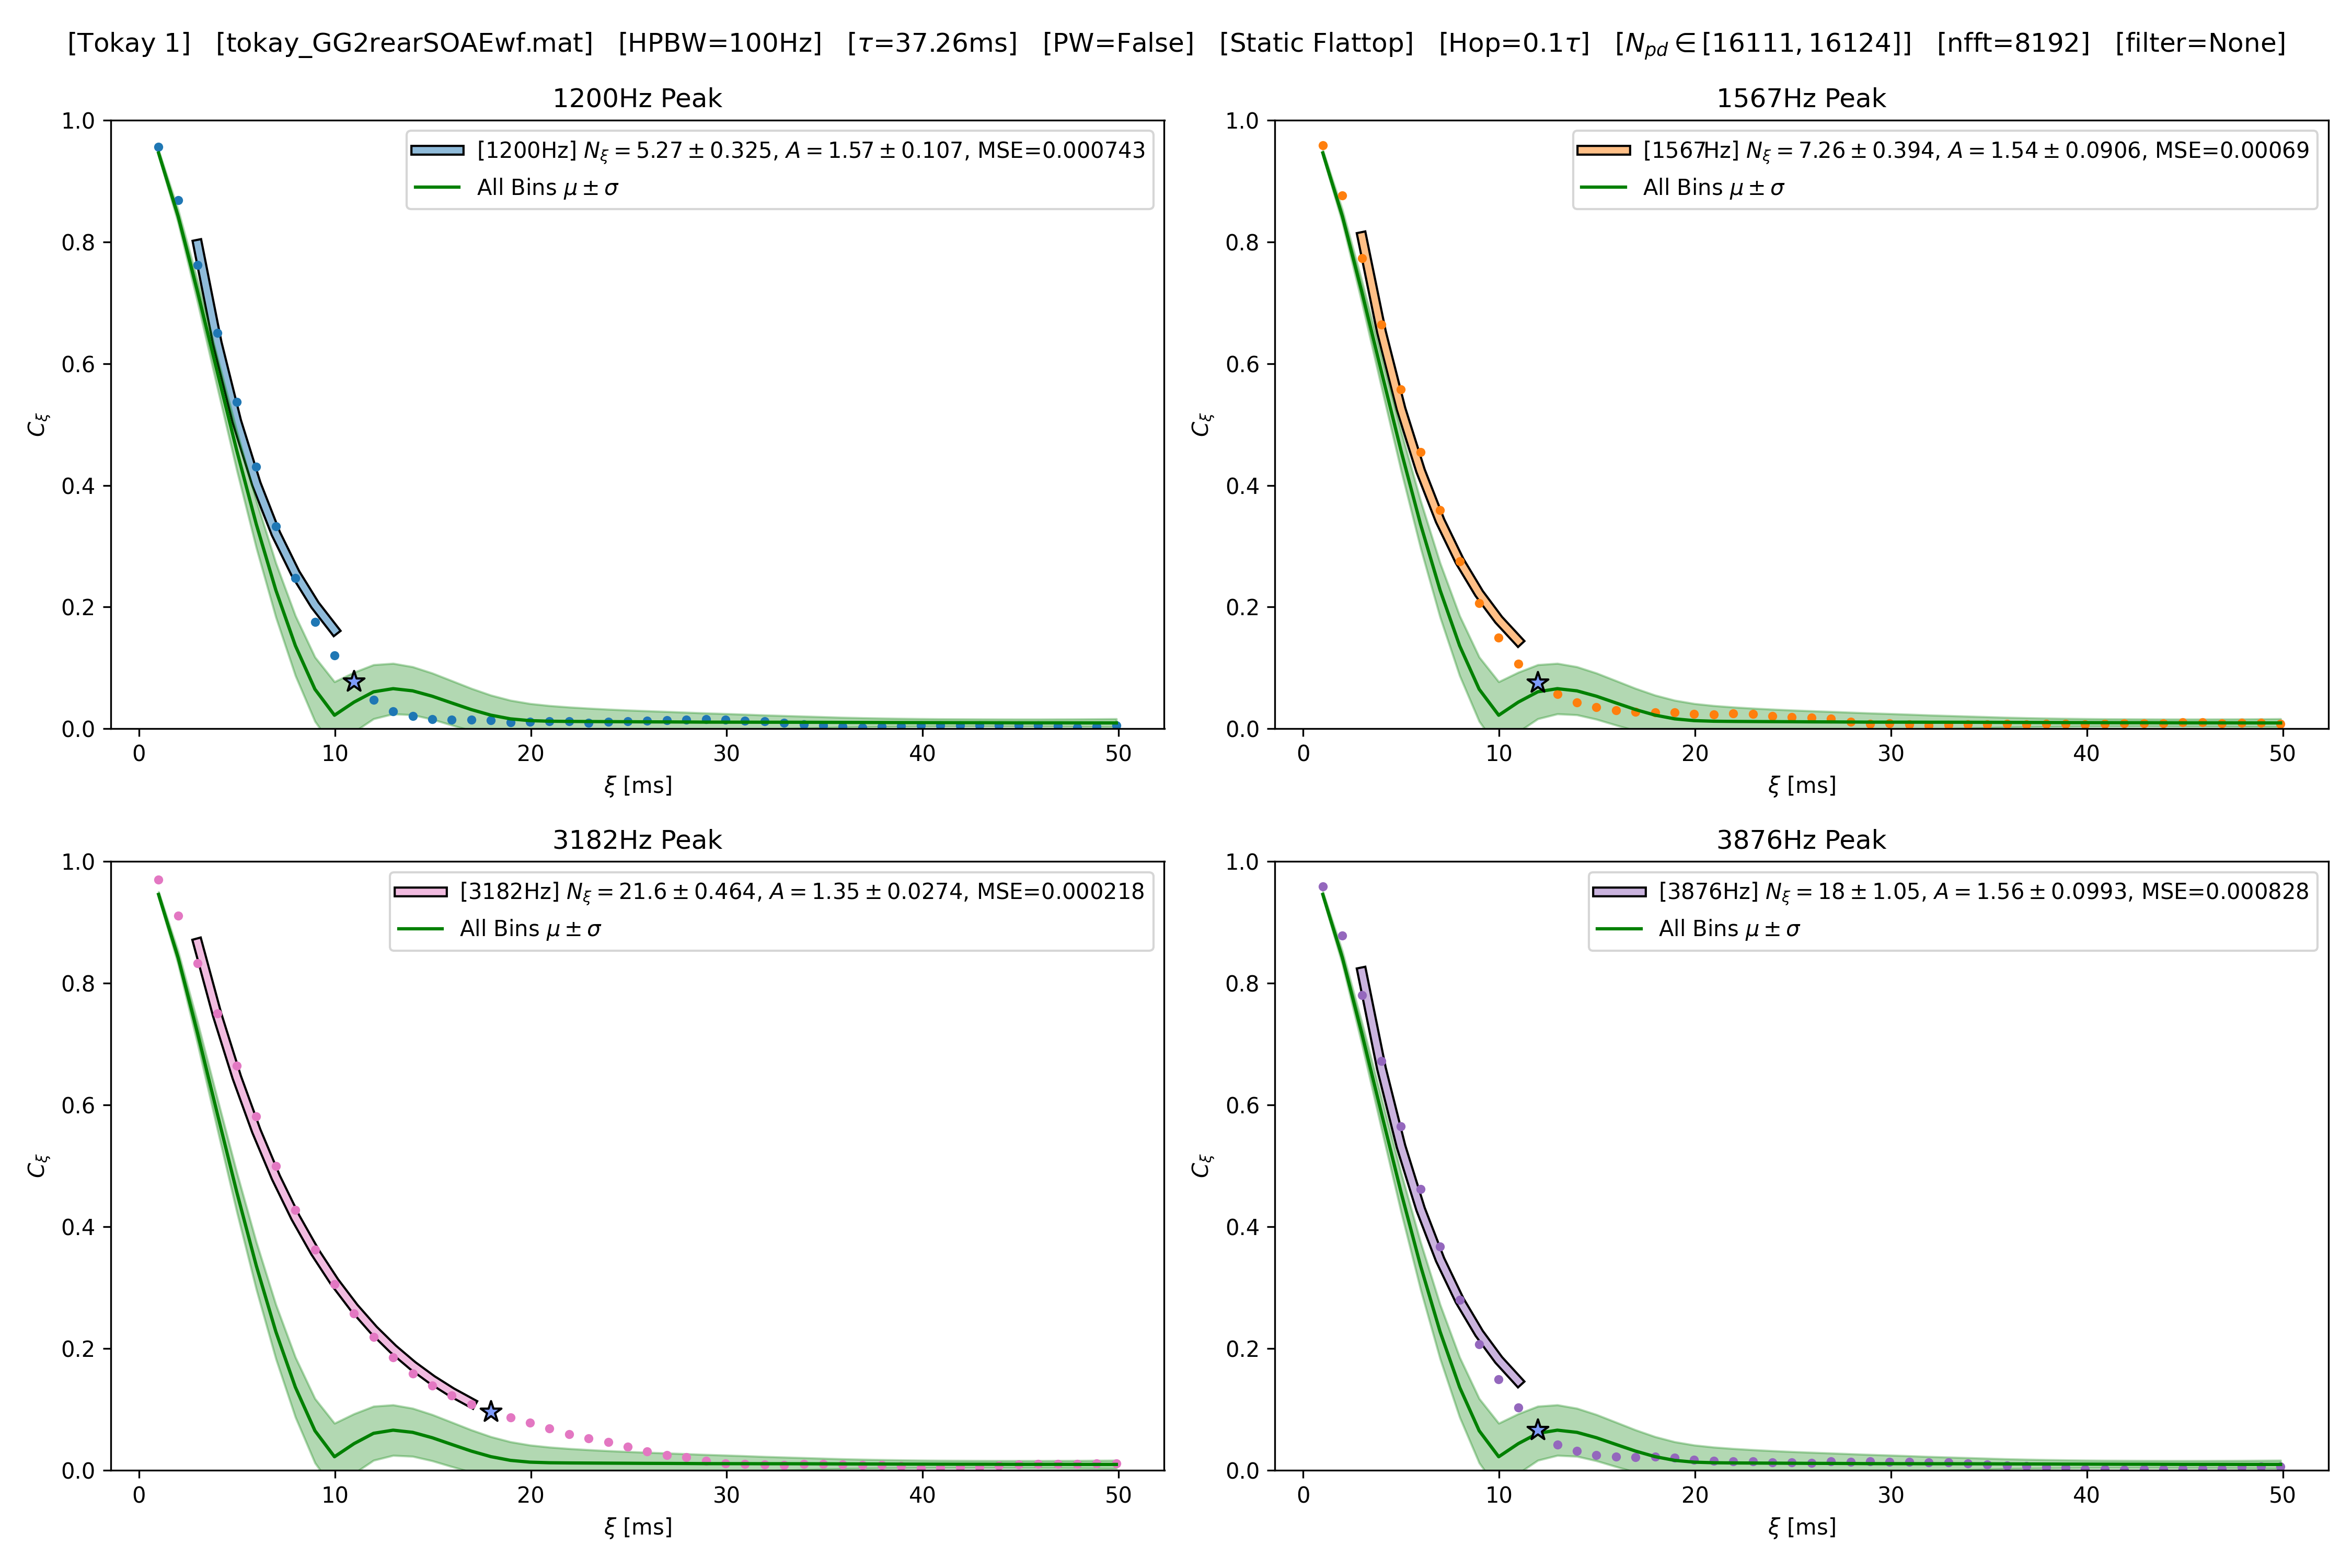 [Tokay 1] [tokay_GG2rearSOAEwf.mat] [HPBW=100Hz] [τ=37.26ms] [PW=False] [Static Flattop] [Hop=0.1τ] [N_pd ∈ [16111, 16124]] [nfft=8192] [filter=None]
1200Hz Peak
[1200Hz] N_ξ = 5.27 ± 0.325, A = 1.57 ± 0.107, MSE=0.000743
All Bins μ ± σ
1.0
0.8
0.6
0.4
0.2
0.0
C_ξ
0 10 20 30 40 50
ξ [ms]
1567Hz Peak
[1567Hz] N_ξ = 7.26 ± 0.394, A = 1.54 ± 0.0906, MSE=0.00069
All Bins μ ± σ
1.0
0.8
0.6
0.4
0.2
0.0
C_ξ
0 10 20 30 40 50
ξ [ms]
3182Hz Peak
[3182Hz] N_ξ = 21.6 ± 0.464, A = 1.35 ± 0.0274, MSE=0.000218
All Bins μ ± σ
1.0
0.8
0.6
0.4
0.2
0.0
C_ξ
0 10 20 30 40 50
ξ [ms]
3876Hz Peak
[3876Hz] N_ξ = 18 ± 1.05, A = 1.56 ± 0.0993, MSE=0.000828
All Bins μ ± σ
1.0
0.8
0.6
0.4
0.2
0.0
C_ξ
0 10 20 30 40 50
ξ [ms]